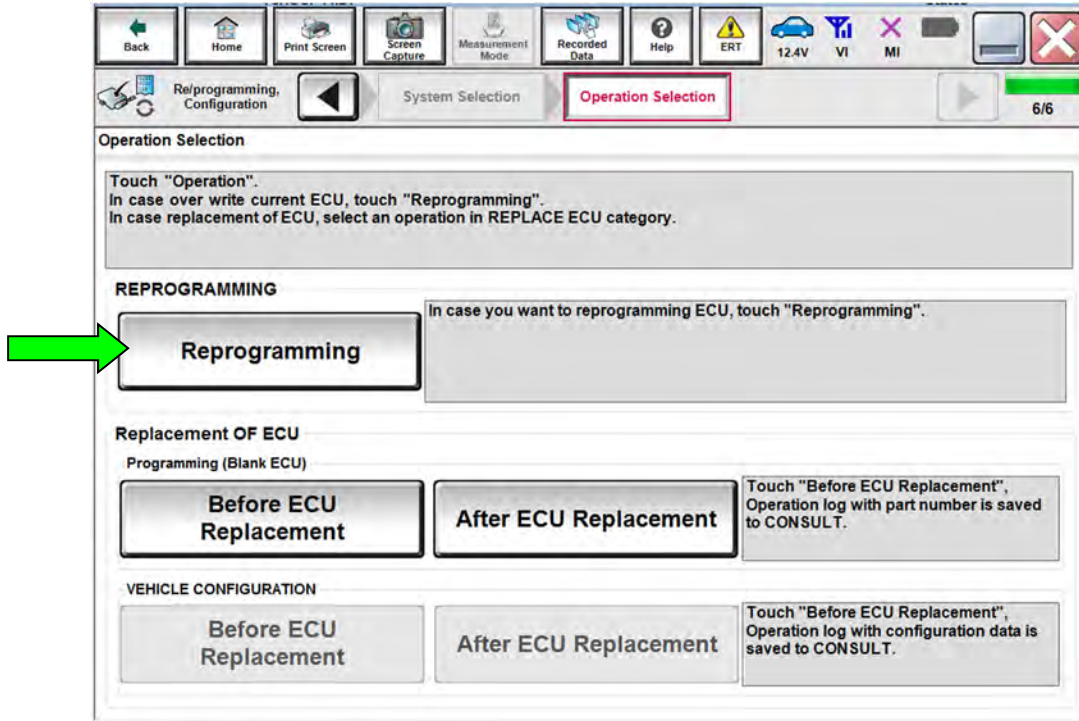 Back
Home
Print Screen
Screen
Capture
Measurement
Mode
Recorded
Data
Help
ERT
12.4V
VI
MI
Re/programming,
Configuration
System Selection
Operation Selection
6/6
Operation Selection
Touch "Operation".
In case over write current ECU, touch "Reprogramming".
In case replacement of ECU, select an operation in REPLACE ECU category.
REPROGRAMMING
Reprogramming
In case you want to reprogramming ECU, touch "Reprogramming".
Replacement OF ECU
Programming (Blank ECU)
Before ECU
Replacement
After ECU Replacement
Touch "Before ECU Replacement",
Operation log with part number is saved
to CONSULT.
VEHICLE CONFIGURATION
Before ECU
Replacement
After ECU Replacement
Touch "Before ECU Replacement",
Operation log with configuration data is
saved to CONSULT.